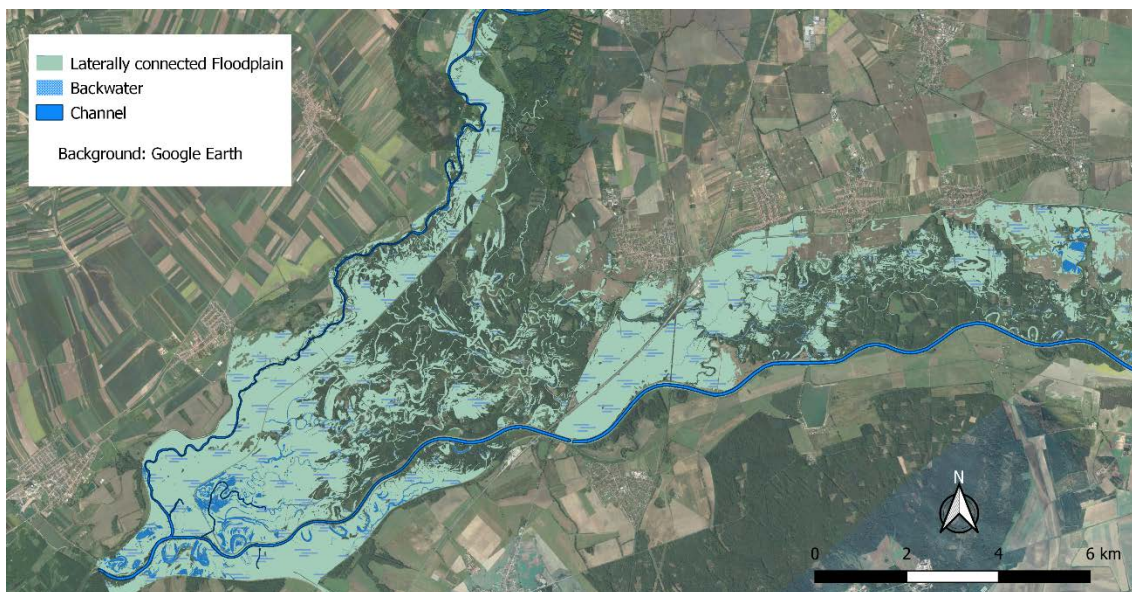 Laterally connected Floodplain
Backwater
Channel
Background: Google Earth
N
0 2 4 6 km